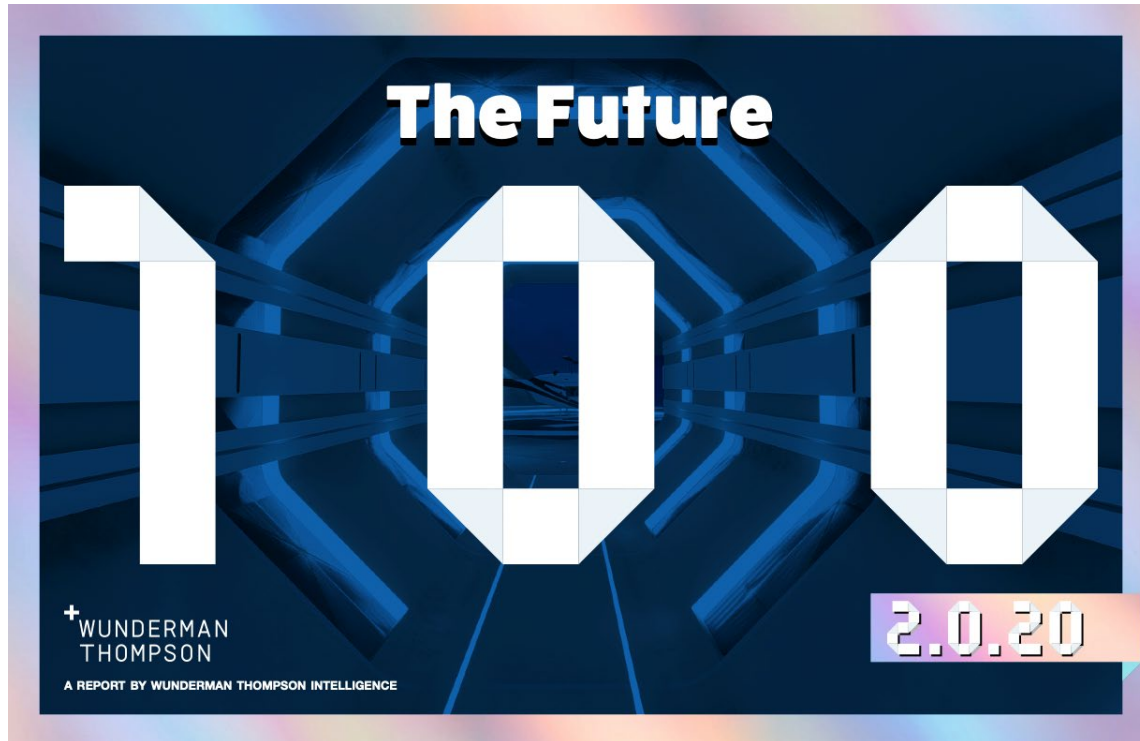 The Future
100
+WUNDERMAN
THOMPSON
2.0.20
A REPORT BY WUNDERMAN THOMPSON INTELLIGENCE